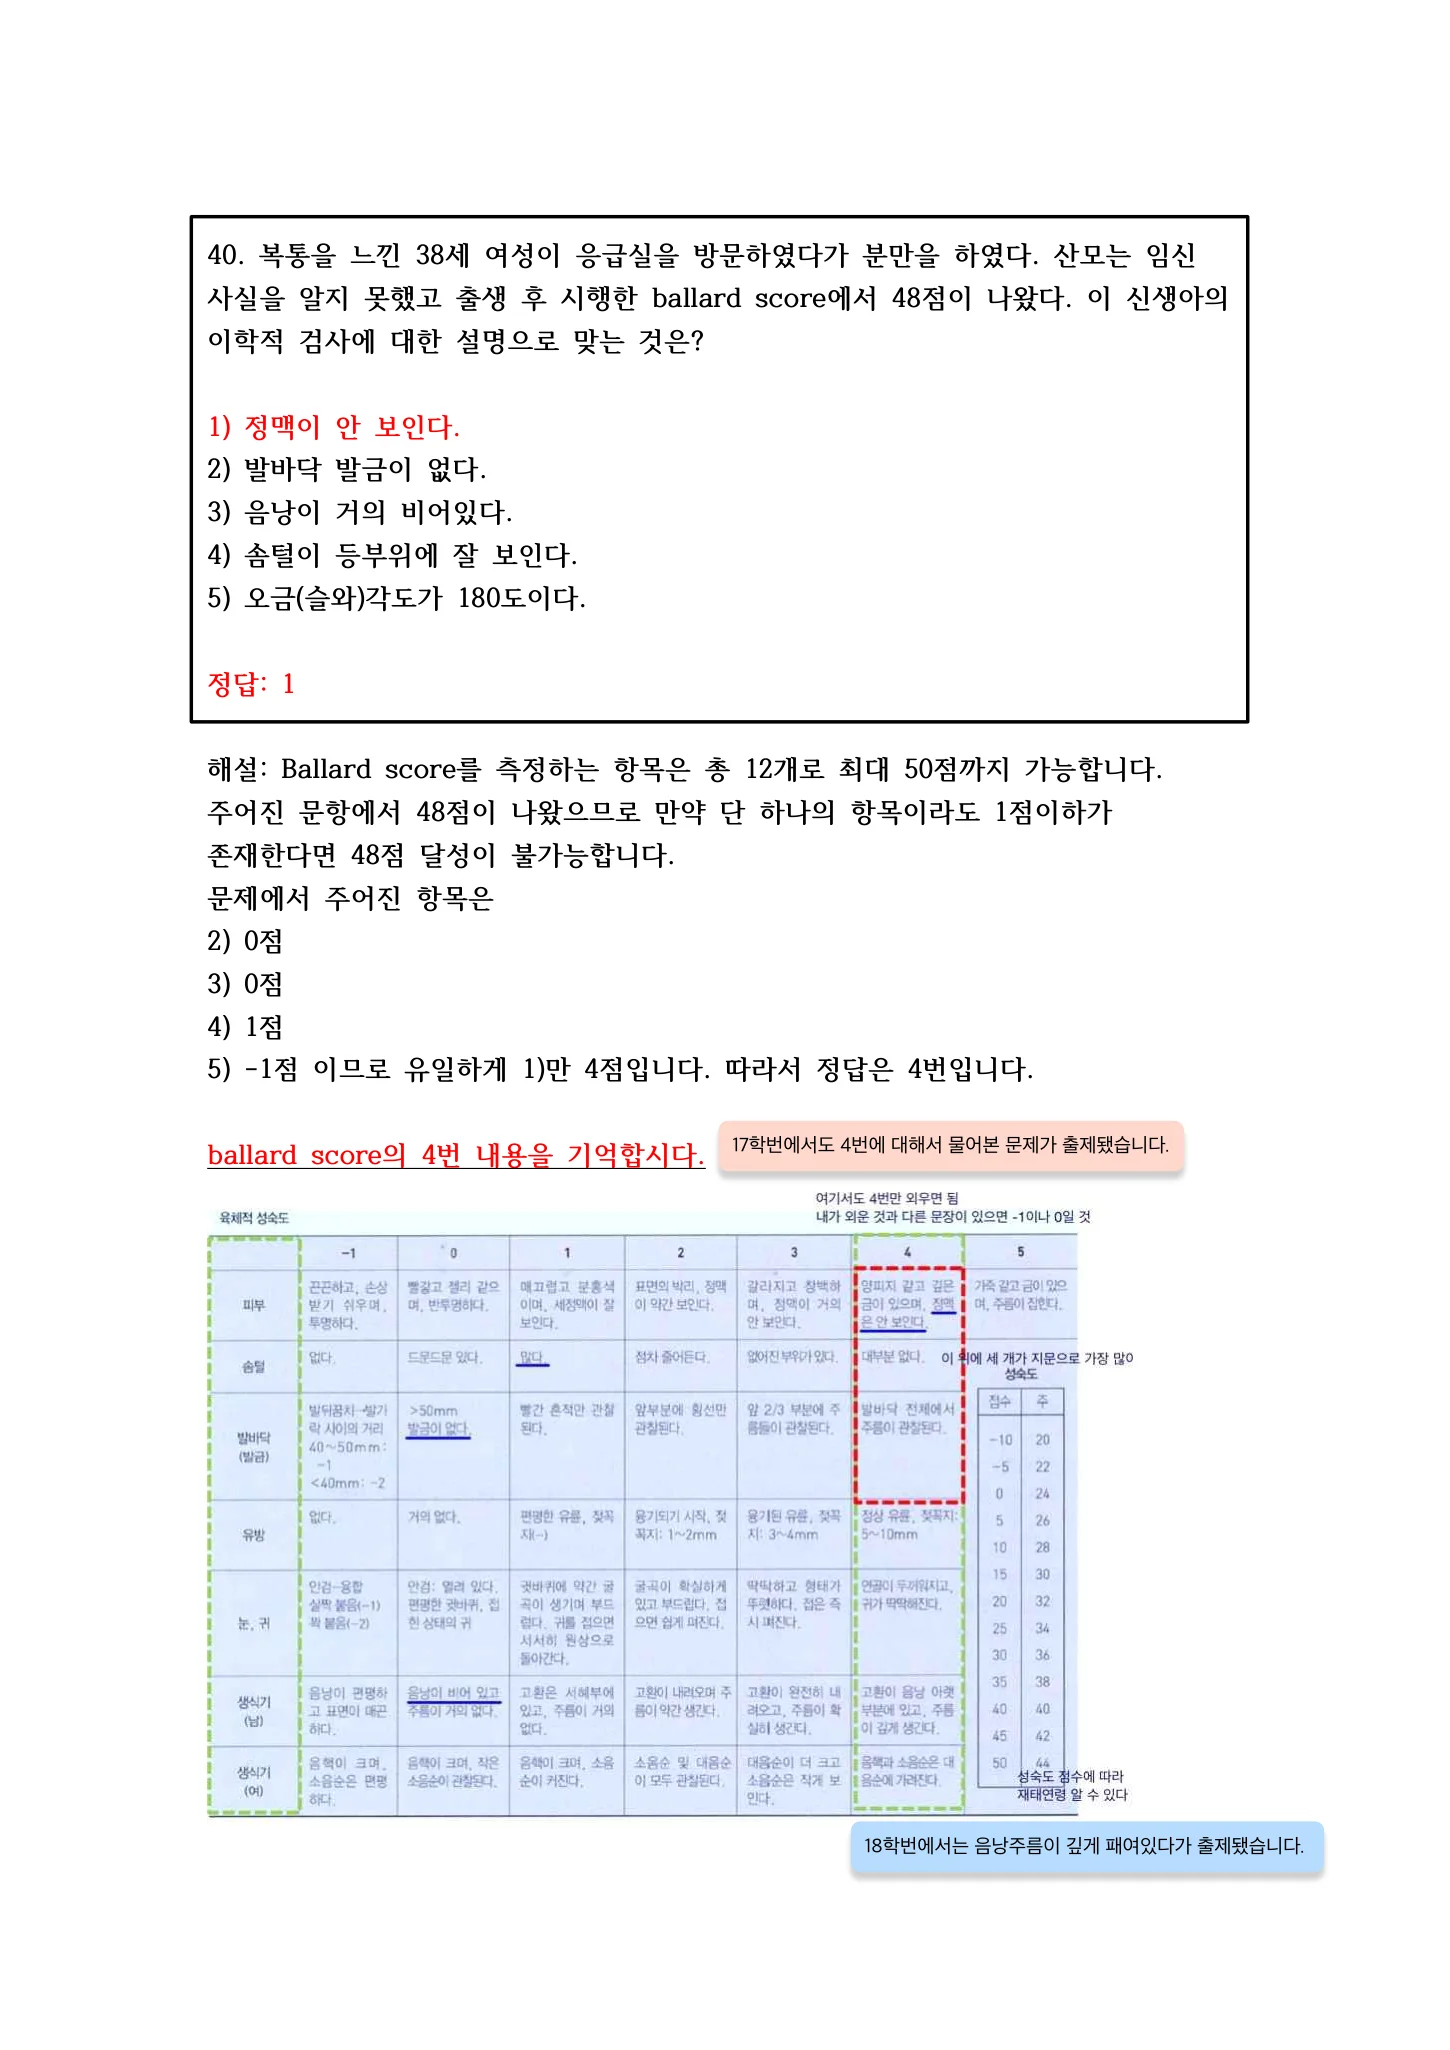 40. 복통을 느낀 38세 여성이 응급실을 방문하였다가 분만을 하였다. 산모는 임신
사실을 알지 못했고 출생 후 시행한 ballard score에서 48점이 나왔다. 이 신생아의
이학적 검사에 대한 설명으로 맞는 것은?
1) 정맥이 안 보인다.
2) 발바닥 발금이 없다.
3) 음낭이 거의 비어있다.
4) 솜털이 등부위에 잘 보인다.
5) 오금(슬와)각도가 180도이다.
정답: 1
해설: Ballard score를 측정하는 항목은 총 12개로 최대 50점까지 가능합니다.
주어진 문항에서 48점이 나왔으므로 만약 단 하나의 항목이라도 1점이하가
존재한다면 48점 달성이 불가능합니다.
문제에서 주어진 항목은
2) 0점
3) 0점
4) 1점
5) -1점 이므로 유일하게 1)만 4점입니다. 따라서 정답은 4번입니다.
ballard score의 4번 내용을 기억합시다.
17학번에서도 4번에 대해서 물어본 문제가 출제됐습니다.
여기서도 4번만 외우면 됨
내가 외운 것과 다른 문장이 있으면 -1이나 0일 것
육체적 성숙도
-1 0 1 2 3 4 5
피부
끈끈하고, 손상
받기 쉬우며,
투명하다.
빨갛고 젤리 같으
며, 반투명하다.
매끄럽고 분홍색
이며, 세정맥이 잘
보인다.
표면의 박리, 정맥
이 약간 보인다.
갈라지고 창백하
며, 정맥이 거의
안 보인다.
양피지 같고 깊은
금이 있으며, 정맥
은 안 보인다.
가죽 같고 금이 있으
며, 주름이 잡힌다.
솜털
없다.
드문드문 있다.
많다.
점차 줄어든다.
없어진 부위가 있다.
대부분 없다.
이 위에 세 개가 지문으로 가장 많이
발바닥
(발금)
발뒤꿈치→발가
락 사이의 거리
40~50mm:
-1
<40mm: -2
>50mm
발금이 없다.
빨간 흔적만 관찰
된다.
앞부분에 횡선만
관찰된다.
앞 2/3 부분에 주
름들이 관찰된다.
발바닥 전체에서
주름이 관찰된다.
유방
없다.
거의 없다.
편평한 유륜, 젖꼭
지(-)
융기되기 시작, 젖
꼭지: 1~2mm
융기된 유륜, 젖꼭
지: 3~4mm
정상 유륜, 젖꼭지:
5~10mm
눈, 귀
안검-융합
살짝 붙음(-1)
꽉 붙음(-2)
안검: 열려 있다.
편평한 귓바퀴, 접
힌 상태의 귀
귓바퀴에 약간 굴
곡이 생기며 부드
럽다. 귀를 접으면
서서히 원상으로
돌아간다.
굴곡이 확실하게
있고 부드럽다. 접
으면 쉽게 펴진다.
딱딱하고 형태가
뚜렷하다. 접은 즉
시 펴진다.
연골이 두꺼워지고,
귀가 딱딱해진다.
생식기
(남)
음낭이 편평하
고 표면이 매끈
하다.
음낭이 비어 있고
주름이 거의 없다.
고환은 서혜부에
있고, 주름이 거의
없다.
고환이 내려오며 주
름이 약간 생긴다.
고환이 완전히 내
려오고, 주름이 확
실히 생긴다.
고환이 음낭 아랫
부분에 있고, 주름
이 깊게 생긴다.
생식기
(여)
음핵이 크며,
소음순은 편평
하다.
음핵이 크며, 작은
소음순이 관찰된다.
음핵이 크며, 소음
순이 커진다.
소음순 및 대음순
이 모두 관찰된다.
대음순이 더 크고
소음순은 작게 보
인다.
음핵과 소음순은 대
음순에 가려진다.
성숙도
점수 주
-10 20
-5 22
0 24
5 26
10 28
15 30
20 32
25 34
30 36
35 38
40 40
45 42
50 44
성숙도 점수에 따라
재태연령 알 수 있다
18학번에서는 음낭주름이 깊게 패여있다가 출제됐습니다.